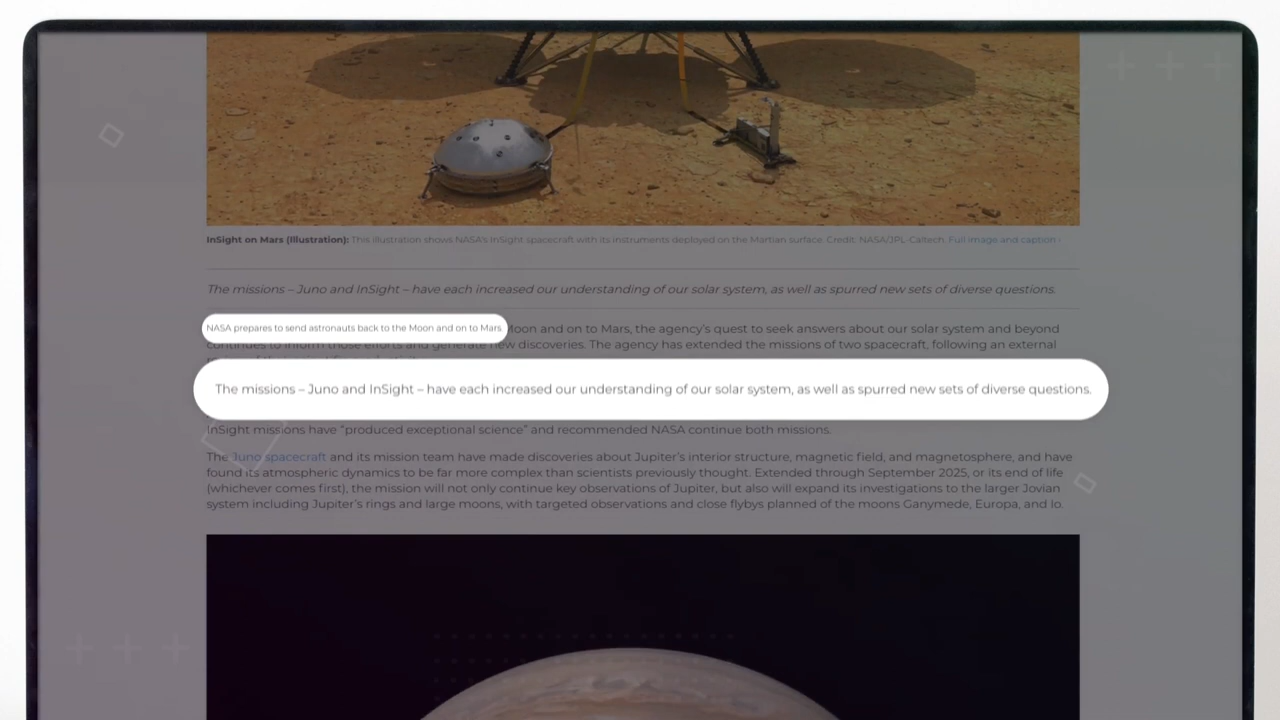 InSight on Mars (Illustration): This illustration shows NASA's InSight spacecraft with its instruments deployed on the Martian surface. Credit: NASA/JPL-Caltech. Full image and caption ›
The missions – Juno and InSight – have each increased our understanding of our solar system, as well as spurred new sets of diverse questions.
NASA prepares to send astronauts back to the Moon and on to Mars
Moon and on to Mars, the agency's quest to seek answers about our solar system and beyond
continues to inform those efforts and generate new discoveries. The agency has extended the missions of two spacecraft, following an external
The missions – Juno and InSight – have each increased our understanding of our solar system, as well as spurred new sets of diverse questions.
InSight missions have “produced exceptional science” and recommended NASA continue both missions.
The Juno spacecraft and its mission team have made discoveries about Jupiter's interior structure, magnetic field, and magnetosphere, and have
found its atmospheric dynamics to be far more complex than scientists previously thought. Extended through September 2025, or its end of life
(whichever comes first), the mission will not only continue key observations of Jupiter, but also will expand its investigations to the larger Jovian
system including Jupiter's rings and large moons, with targeted observations and close flybys planned of the moons Ganymede, Europa, and Io.